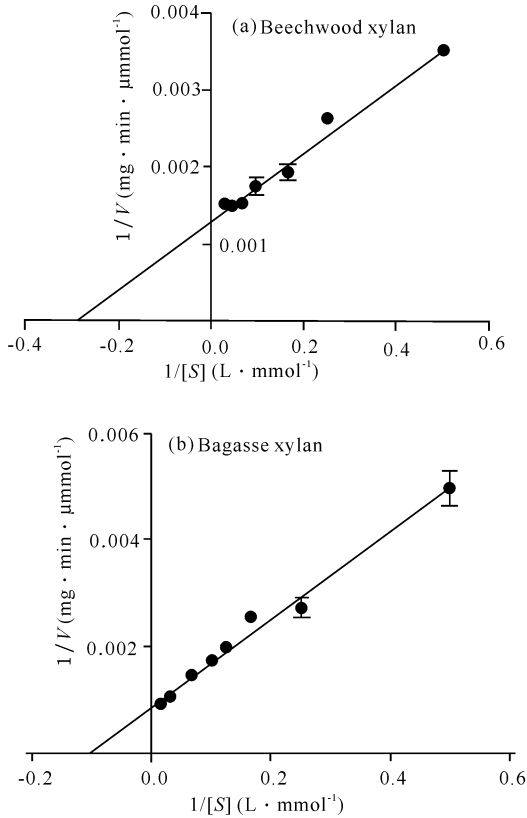 (a) Beechwood xylan
0.004
0.003
0.002
0.001
1/V (mg · min · μmmol⁻¹)
-0.4 -0.2 0.0 0.2 0.4 0.6
1/[S] (L · mmol⁻¹)
(b) Bagasse xylan
0.006
0.004
0.002
1/V (mg · min · μmmol⁻¹)
-0.2 0.0 0.2 0.4 0.6
1/[S] (L · mmol⁻¹)